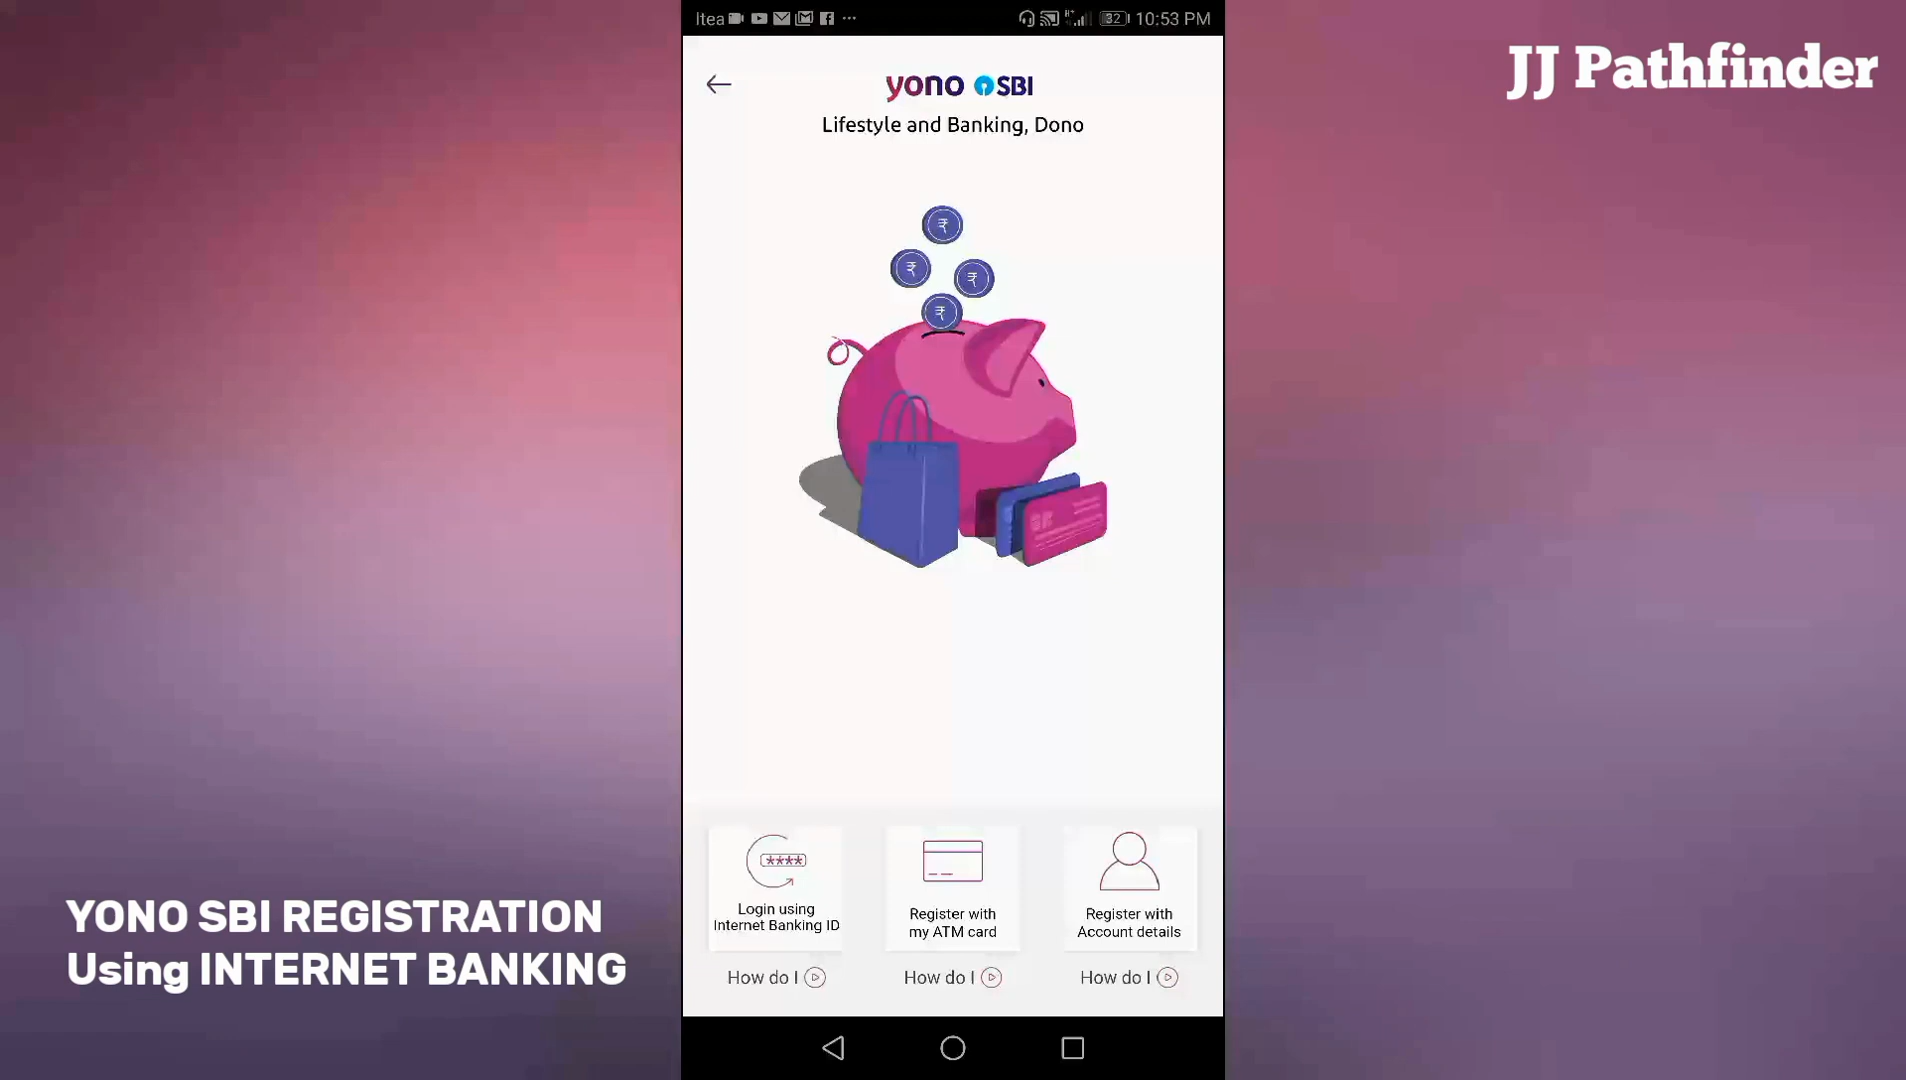 Itea ... 32 10:53 PM
JJ Pathfinder
yono SBI
Lifestyle and Banking, Dono
₹
₹
₹
₹
****
Login using
Internet Banking ID
Register with
my ATM card
Register with
Account details
How do I
How do I
How do I
YONO SBI REGISTRATION
Using INTERNET BANKING